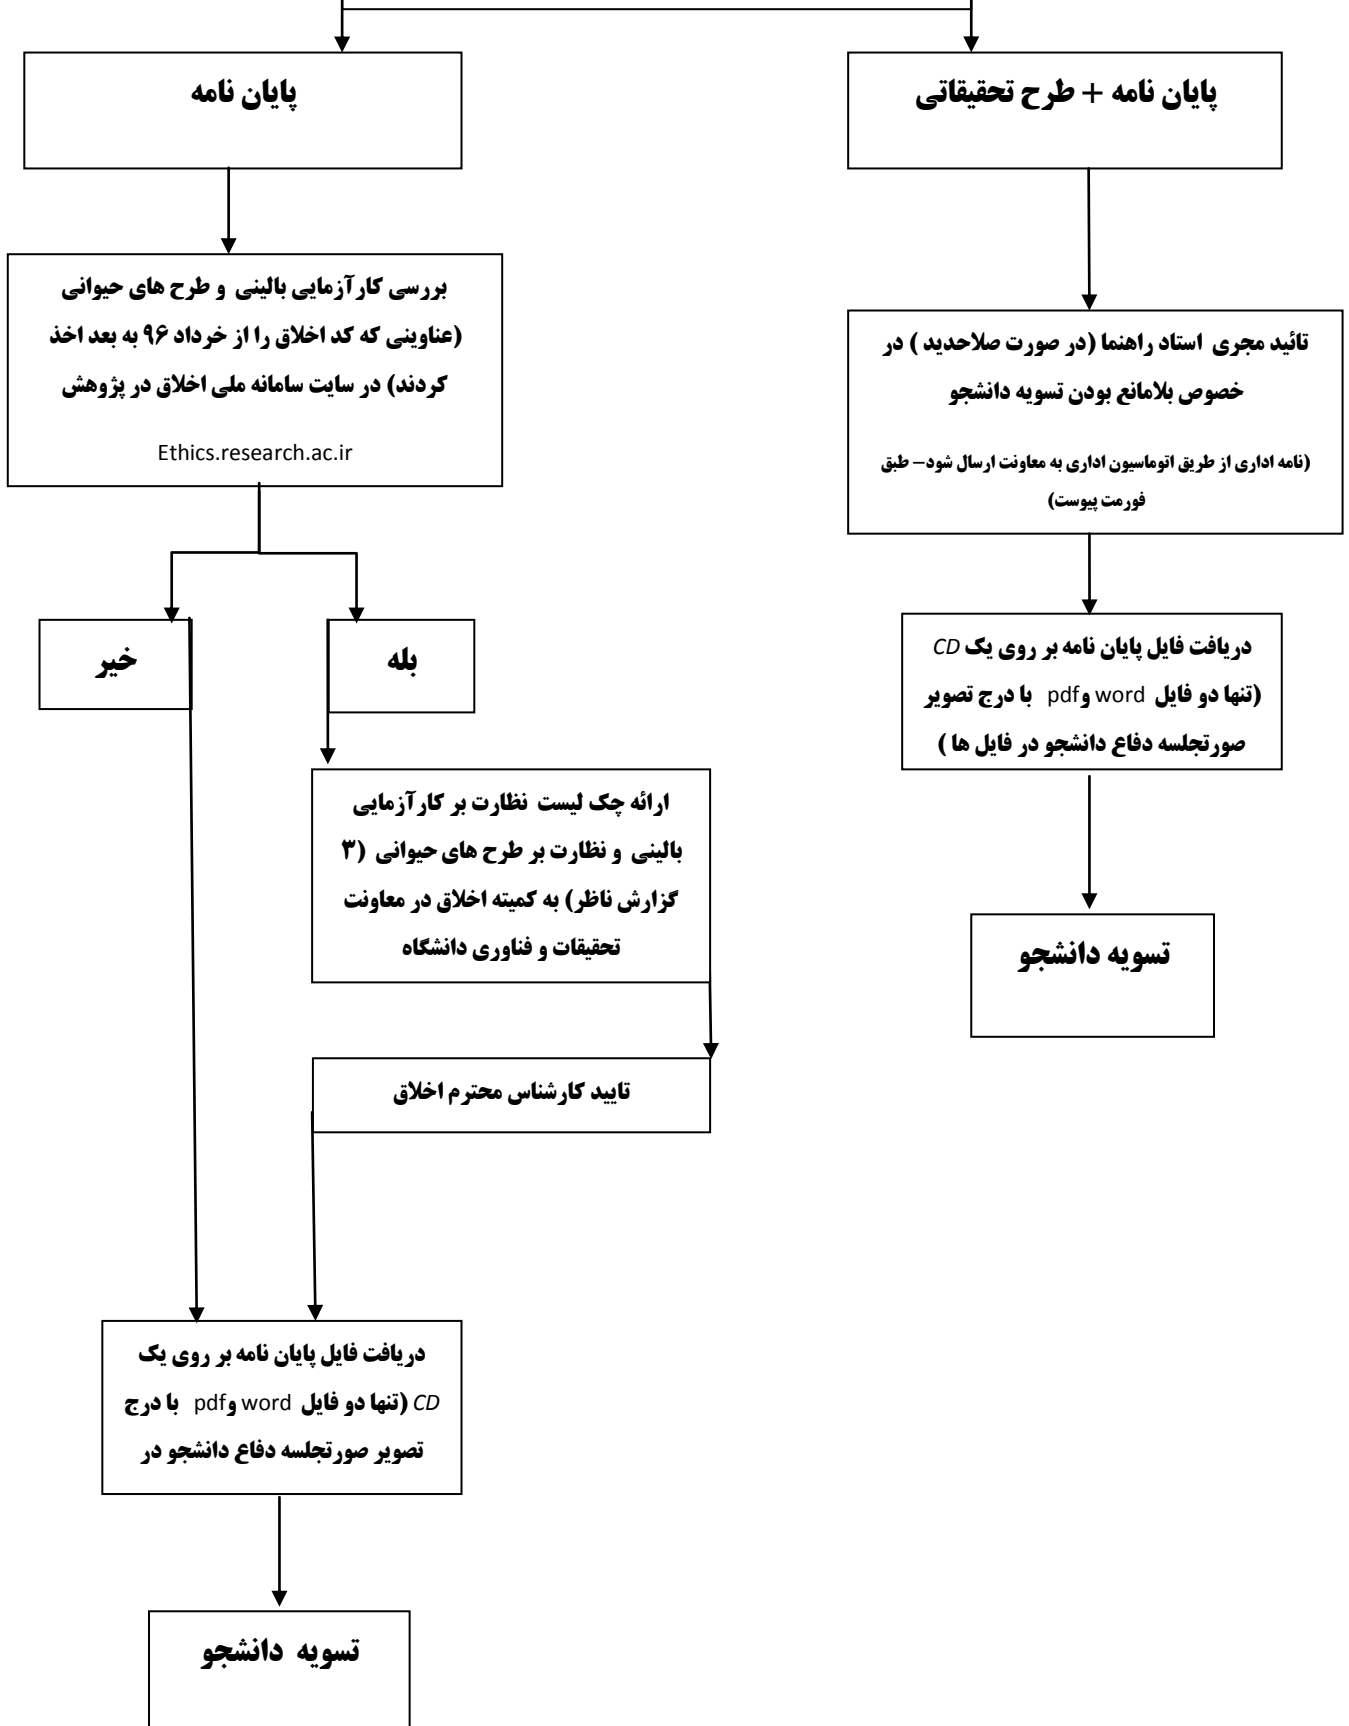 پایان نامه + طرح تحقیقاتی
پایان نامه
تائید مجری استاد راهنما (در صورت صلاحدید ) در
خصوص بلامانع بودن تسویه دانشجو
(نامه اداری از طریق اتوماسیون اداری به معاونت ارسال شود– طبق
فورمت پیوست)
دریافت فایل پایان نامه بر روی یک CD
(تنها دو فایل word و pdf با درج تصویر
صورتجلسه دفاع دانشجو در فایل ها )
تسویه دانشجو
بررسی کارآزمایی بالینی و طرح های حیوانی
(عناوینی که کد اخلاق را از خرداد ۹۶ به بعد اخذ
کردند) در سایت سامانه ملی اخلاق در پژوهش
Ethics.research.ac.ir
بله
خیر
ارائه چک لیست نظارت بر کارآزمایی
بالینی و نظارت بر طرح های حیوانی (۳
گزارش ناظر) به کمیته اخلاق در معاونت
تحقیقات و فناوری دانشگاه
تایید کارشناس محترم اخلاق
دریافت فایل پایان نامه بر روی یک
CD (تنها دو فایل word و pdf با درج
تصویر صورتجلسه دفاع دانشجو در
تسویه دانشجو